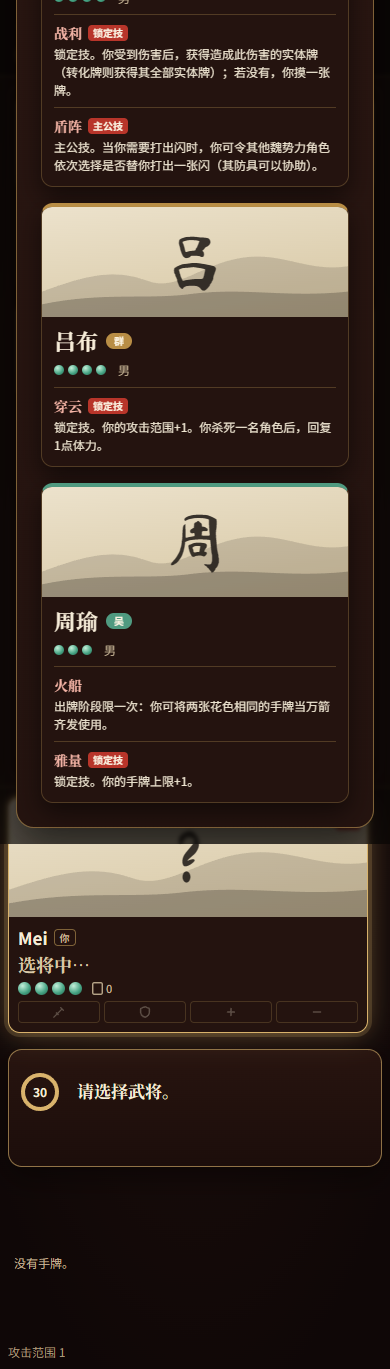 男
战利 锁定技
锁定技。你受到伤害后，获得造成此伤害的实体牌
（转化牌则获得其全部实体牌）；若没有，你摸一张
牌。
盾阵 主公技
主公技。当你需要打出闪时，你可令其他魏势力角色
依次选择是否替你打出一张闪（其防具可以协助）。
吕
吕布 群
男
穿云 锁定技
锁定技。你的攻击范围+1。你杀死一名角色后，回复
1点体力。
周
周瑜 吴
男
火船
出牌阶段限一次：你可将两张花色相同的手牌当万箭
齐发使用。
雅量 锁定技
锁定技。你的手牌上限+1。
?
Mei 你
选将中…
0
30 请选择武将。
没有手牌。
攻击范围 1